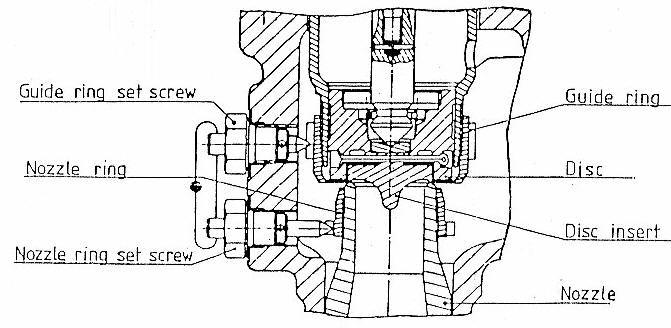 Guide ring set screw
Guide ring
Nozzle ring
Disc
Disc insert
Nozzle ring set screw
Nozzle